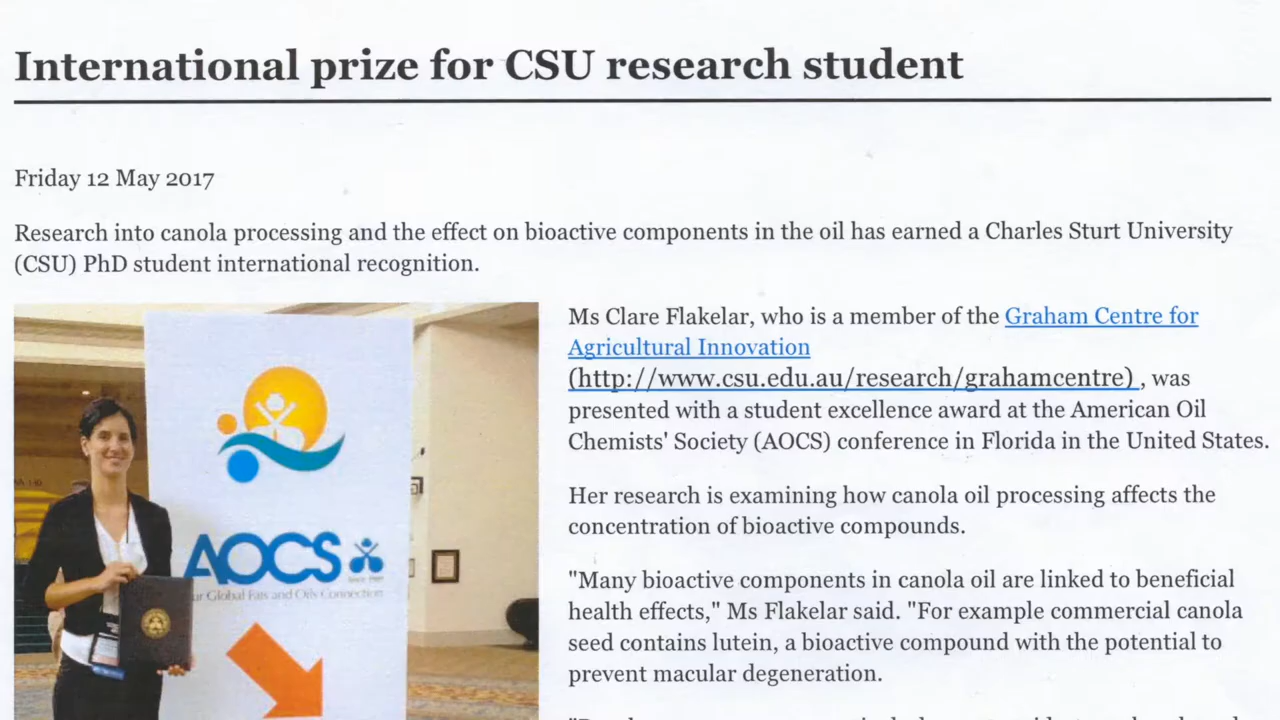 International prize for CSU research student
Friday 12 May 2017
Research into canola processing and the effect on bioactive components in the oil has earned a Charles Sturt University
(CSU) PhD student international recognition.
Ms Clare Flakelar, who is a member of the Graham Centre for
Agricultural Innovation
(http://www.csu.edu.au/research/grahamcentre) , was
presented with a student excellence award at the American Oil
Chemists' Society (AOCS) conference in Florida in the United States.
Her research is examining how canola oil processing affects the
concentration of bioactive compounds.
"Many bioactive components in canola oil are linked to beneficial
health effects," Ms Flakelar said. "For example commercial canola
seed contains lutein, a bioactive compound with the potential to
prevent macular degeneration.
AOCS
Global Fats and Oils Connection